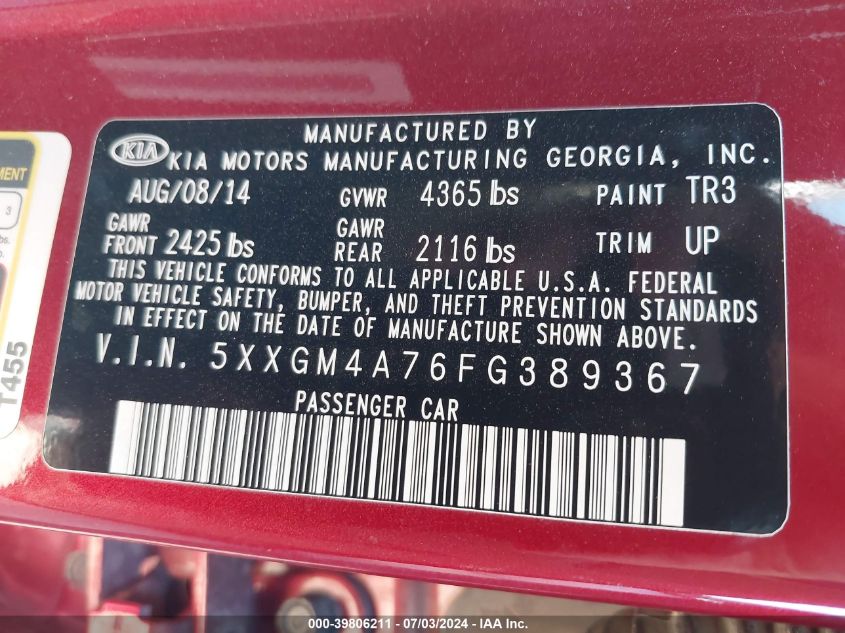 MANUFACTURED BY
KIA KIA MOTORS MANUFACTURING GEORGIA, INC.
AUG/08/14 GVWR 4365 lbs PAINT TR3
GAWR FRONT 2425 lbs GAWR REAR 2116 lbs TRIM UP
THIS VEHICLE CONFORMS TO ALL APPLICABLE U.S.A. FEDERAL
MOTOR VEHICLE SAFETY, BUMPER, AND THEFT PREVENTION STANDARDS
IN EFFECT ON THE DATE OF MANUFACTURE SHOWN ABOVE.
V.I.N. 5XXGM4A76FG389367
PASSENGER CAR
3
T455
000-39806211 - 07/03/2024 - IAA, Inc.